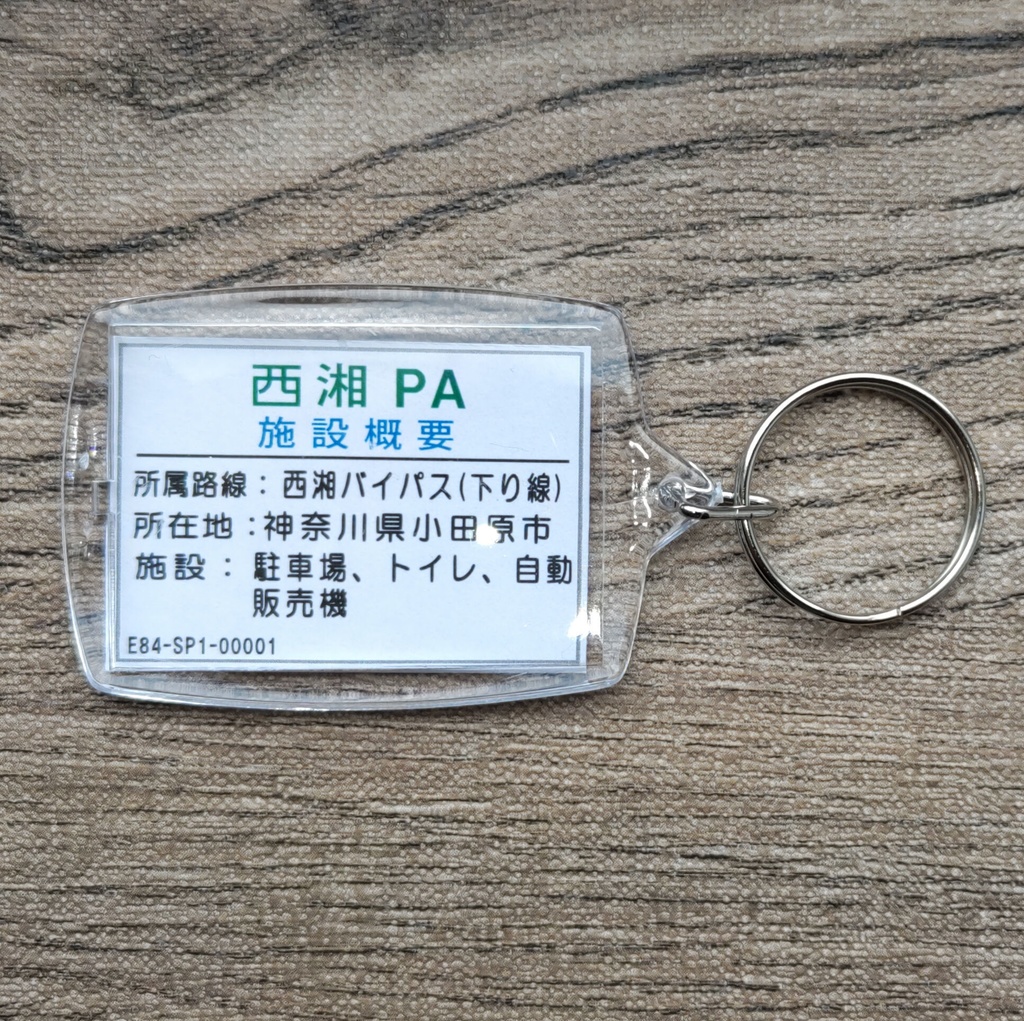 西湘 PA
施設概要
所属路線：西湘バイパス(下り線)
所在地：神奈川県小田原市
施設：駐車場、トイレ、自動
販売機
E84-SP1-00001